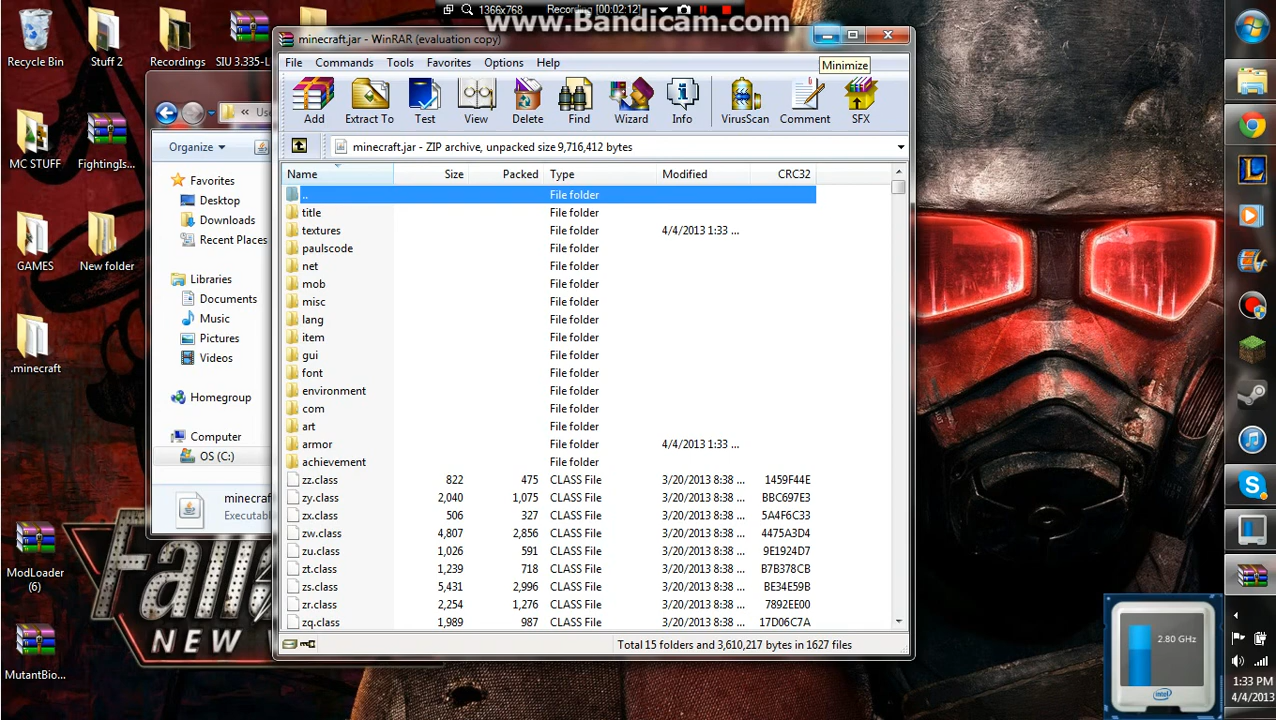 1366x768 Recording [00:02:12]
www.Bandicam.com
Recycle Bin
Stuff 2
Recordings
SIU 3.335-L
MC STUFF
FightingIs...
GAMES
New folder
.minecraft
ModLoader
(6)
MutantBio...
Organize
Favorites
Desktop
Downloads
Recent Places
Libraries
Documents
Music
Pictures
Videos
Homegroup
Computer
OS (C:)
minecraf
Executabl
minecraft.jar - WinRAR (evaluation copy)
Minimize
File Commands Tools Favorites Options Help
Add Extract To Test View Delete Find Wizard Info VirusScan Comment SFX
minecraft.jar - ZIP archive, unpacked size 9,716,412 bytes
Name Size Packed Type Modified CRC32
.. File folder
title File folder
textures File folder 4/4/2013 1:33 ...
paulscode File folder
net File folder
mob File folder
misc File folder
lang File folder
item File folder
gui File folder
font File folder
environment File folder
com File folder
art File folder
armor File folder 4/4/2013 1:33 ...
achievement File folder
zz.class 822 475 CLASS File 3/20/2013 8:38 ... 1459F44E
zy.class 2,040 1,075 CLASS File 3/20/2013 8:38 ... BBC697E3
zx.class 506 327 CLASS File 3/20/2013 8:38 ... 5A4F6C33
zw.class 4,807 2,856 CLASS File 3/20/2013 8:38 ... 4475A3D4
zu.class 1,026 591 CLASS File 3/20/2013 8:38 ... 9E1924D7
zt.class 1,239 718 CLASS File 3/20/2013 8:38 ... B7B378CB
zs.class 5,431 2,996 CLASS File 3/20/2013 8:38 ... BE34E59B
zr.class 2,254 1,276 CLASS File 3/20/2013 8:38 ... 7892EE00
zq.class 1,989 987 CLASS File 3/20/2013 8:38 ... 17D06C7A
Total 15 folders and 3,610,217 bytes in 1627 files
NEW
2.80 GHz
intel
1:33 PM
4/4/2013